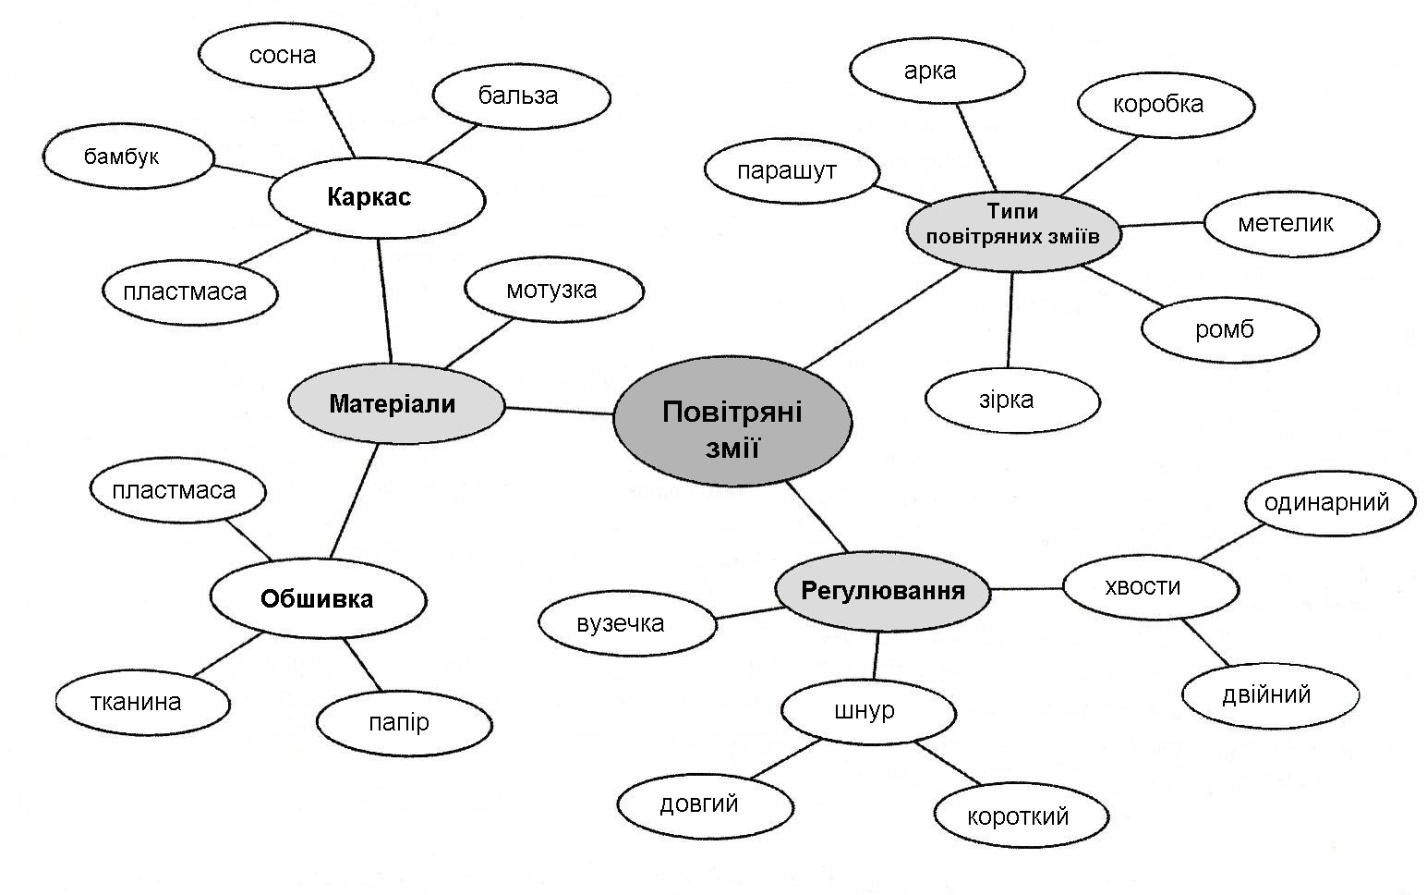 сосна
бальза
бамбук
Каркас
пластмаса
мотузка
Матеріали
пластмаса
Обшивка
тканина
папір
Повітряні
змії
арка
коробка
парашут
Типи
повітряних зміїв
метелик
ромб
зірка
Регулювання
вузечка
хвости
одинарний
двійний
шнур
довгий
короткий